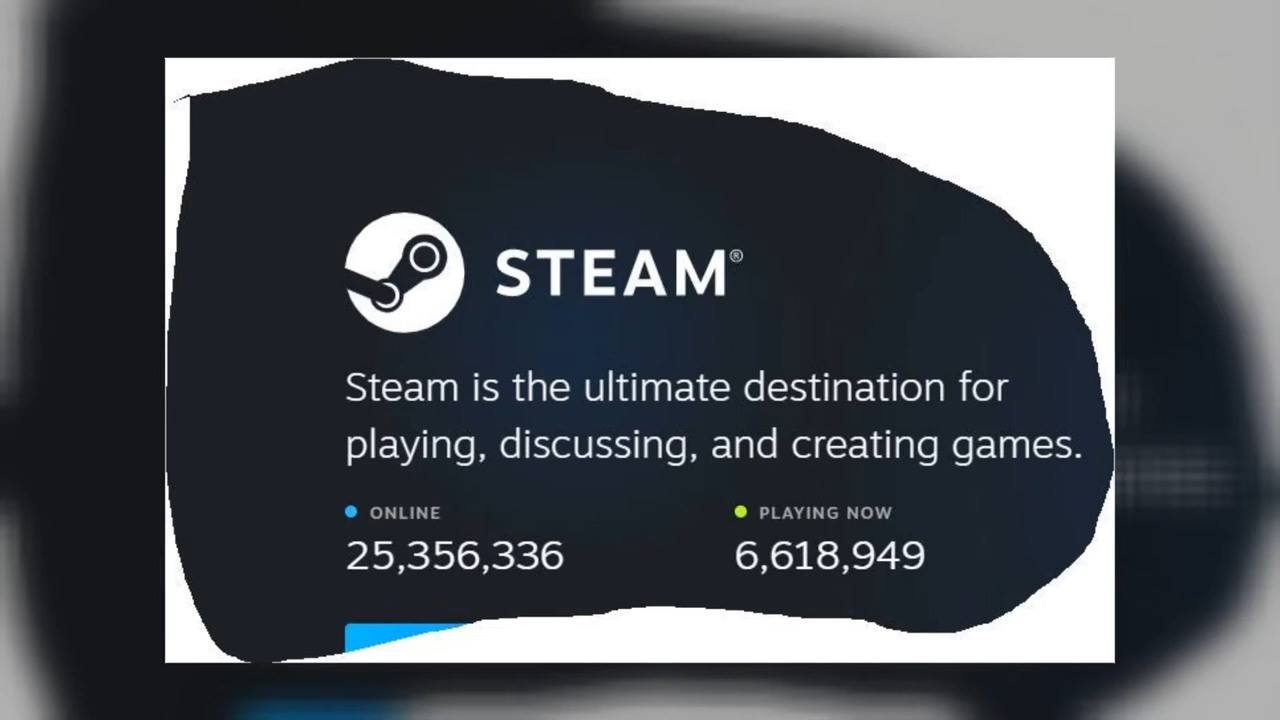 STEAM®
Steam is the ultimate destination for
playing, discussing, and creating games.
ONLINE PLAYING NOW
25,356,336 6,618,949